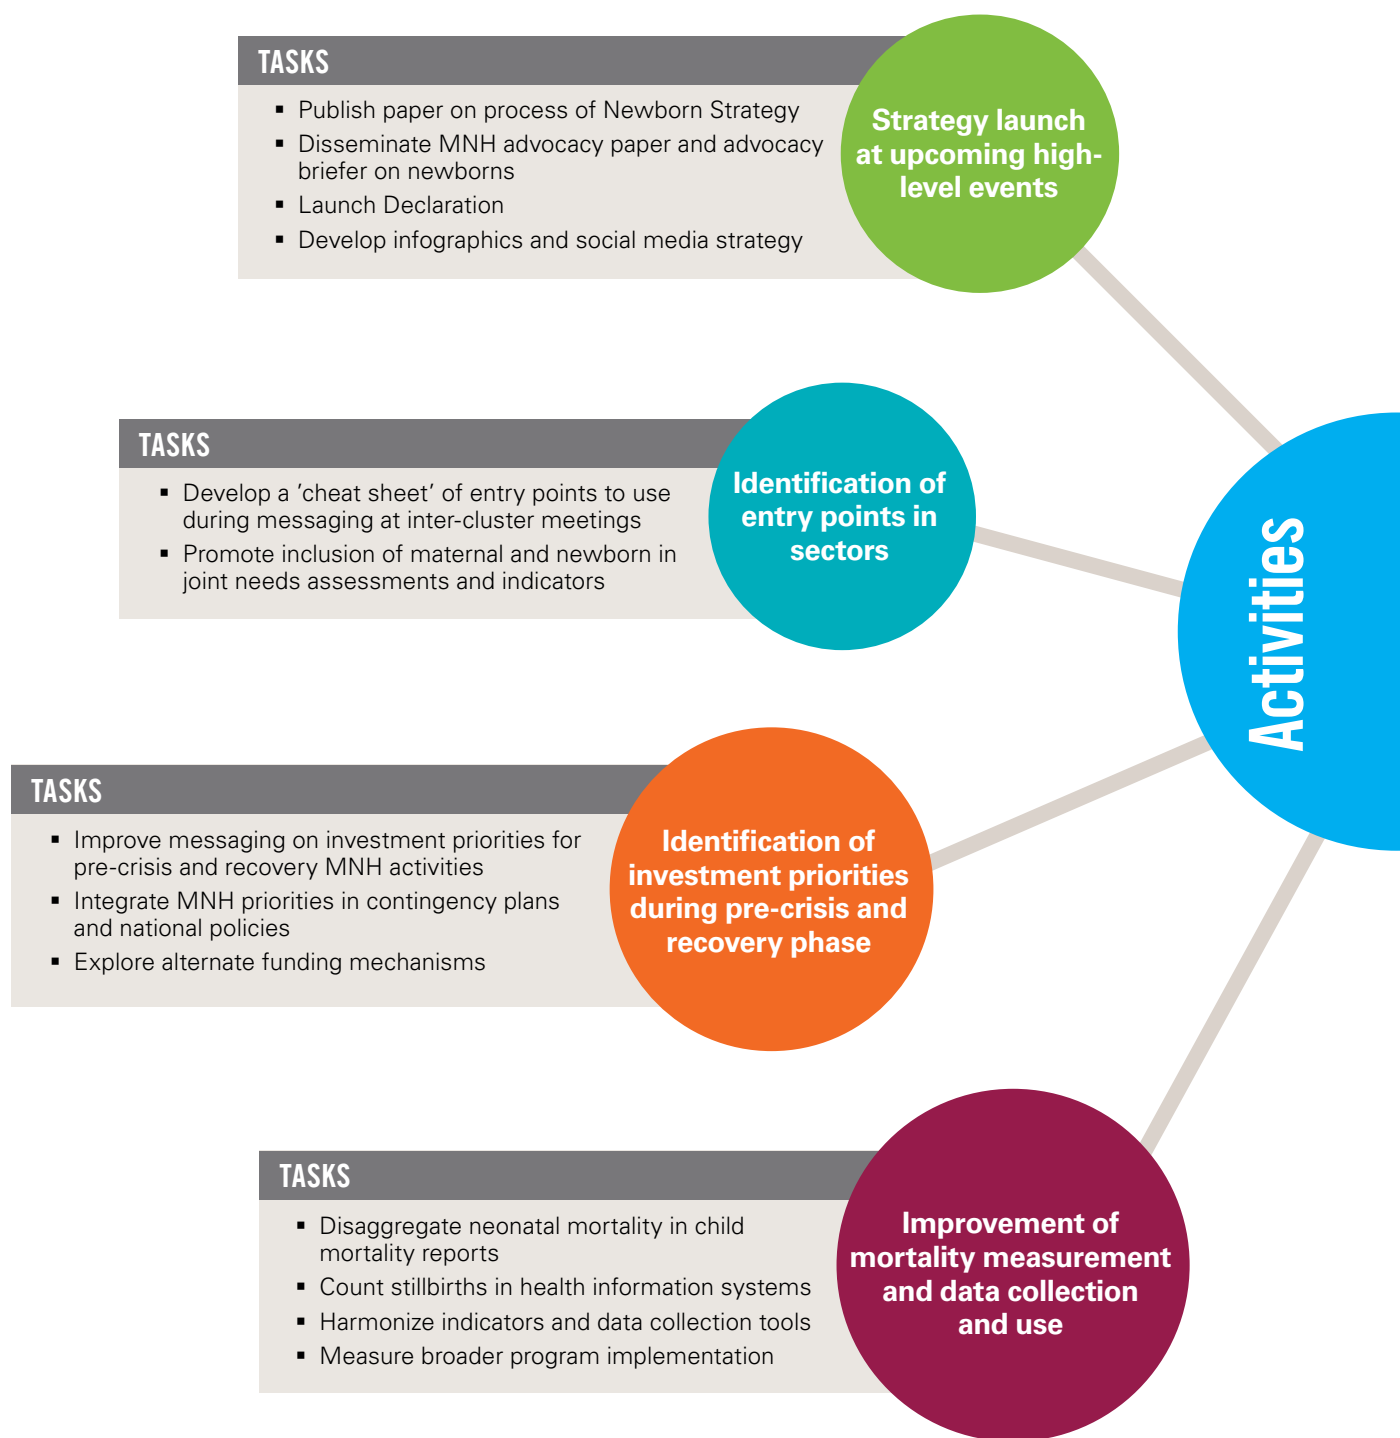 TASKS
▪ Publish paper on process of Newborn Strategy
▪ Disseminate MNH advocacy paper and advocacy
briefer on newborns
▪ Launch Declaration
▪ Develop infographics and social media strategy
Strategy launch
at upcoming high-
level events
TASKS
▪ Develop a ‘cheat sheet’ of entry points to use
during messaging at inter-cluster meetings
▪ Promote inclusion of maternal and newborn in
joint needs assessments and indicators
Identification of
entry points in
sectors
Activities
TASKS
▪ Improve messaging on investment priorities for
pre-crisis and recovery MNH activities
▪ Integrate MNH priorities in contingency plans
and national policies
▪ Explore alternate funding mechanisms
Identification of
investment priorities
during pre-crisis and
recovery phase
TASKS
▪ Disaggregate neonatal mortality in child
mortality reports
▪ Count stillbirths in health information systems
▪ Harmonize indicators and data collection tools
▪ Measure broader program implementation
Improvement of
mortality measurement
and data collection
and use